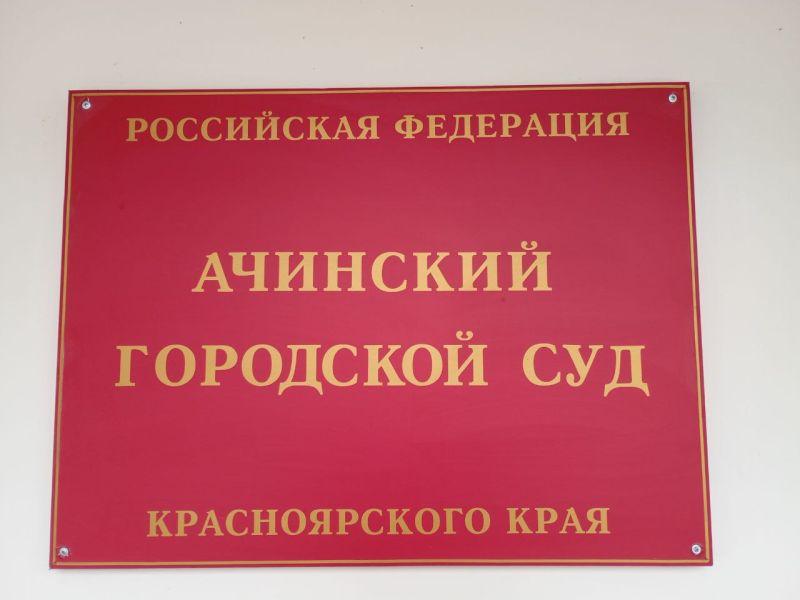 РОССИЙСКАЯ ФЕДЕРАЦИЯ
АЧИНСКИЙ
ГОРОДСКОЙ СУД
КРАСНОЯРСКОГО КРАЯ